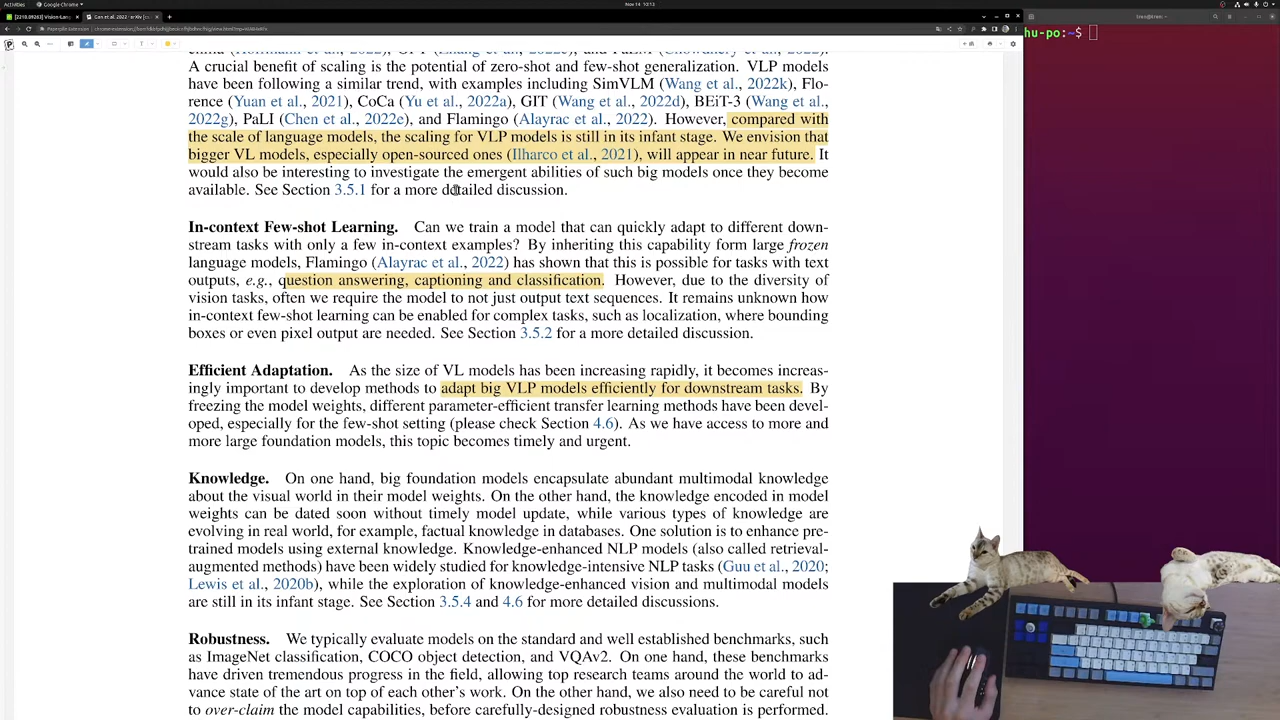 Activities
Google Chrome
Nov 14 10:13
[2210.09263] Vision-Lang
Gan et al. 2022 - arXiv
hu-po:~$
A crucial benefit of scaling is the potential of zero-shot and few-shot generalization. VLP models
have been following a similar trend, with examples including SimVLM (Wang et al., 2022k), Flo-
rence (Yuan et al., 2021), CoCa (Yu et al., 2022a), GIT (Wang et al., 2022d), BEiT-3 (Wang et al.,
2022g), PaLI (Chen et al., 2022e), and Flamingo (Alayrac et al., 2022). However, compared with
the scale of language models, the scaling for VLP models is still in its infant stage. We envision that
bigger VL models, especially open-sourced ones (Ilharco et al., 2021), will appear in near future. It
would also be interesting to investigate the emergent abilities of such big models once they become
available. See Section 3.5.1 for a more detailed discussion.
In-context Few-shot Learning. Can we train a model that can quickly adapt to different down-
stream tasks with only a few in-context examples? By inheriting this capability form large frozen
language models, Flamingo (Alayrac et al., 2022) has shown that this is possible for tasks with text
outputs, e.g., question answering, captioning and classification. However, due to the diversity of
vision tasks, often we require the model to not just output text sequences. It remains unknown how
in-context few-shot learning can be enabled for complex tasks, such as localization, where bounding
boxes or even pixel output are needed. See Section 3.5.2 for a more detailed discussion.
Efficient Adaptation. As the size of VL models has been increasing rapidly, it becomes increas-
ingly important to develop methods to adapt big VLP models efficiently for downstream tasks. By
freezing the model weights, different parameter-efficient transfer learning methods have been devel-
oped, especially for the few-shot setting (please check Section 4.6). As we have access to more and
more large foundation models, this topic becomes timely and urgent.
Knowledge. On one hand, big foundation models encapsulate abundant multimodal knowledge
about the visual world in their model weights. On the other hand, the knowledge encoded in model
weights can be dated soon without timely model update, while various types of knowledge are
evolving in real world, for example, factual knowledge in databases. One solution is to enhance pre-
trained models using external knowledge. Knowledge-enhanced NLP models (also called retrieval-
augmented methods) have been widely studied for knowledge-intensive NLP tasks (Guu et al., 2020;
Lewis et al., 2020b), while the exploration of knowledge-enhanced vision and multimodal models
are still in its infant stage. See Section 3.5.4 and 4.6 for more detailed discussions.
Robustness. We typically evaluate models on the standard and well established benchmarks, such
as ImageNet classification, COCO object detection, and VQAv2. On one hand, these benchmarks
have driven tremendous progress in the field, allowing top research teams around the world to ad-
vance state of the art on top of each other's work. On the other hand, we also need to be careful not
to over-claim the model capabilities, before carefully-designed robustness evaluation is performed.